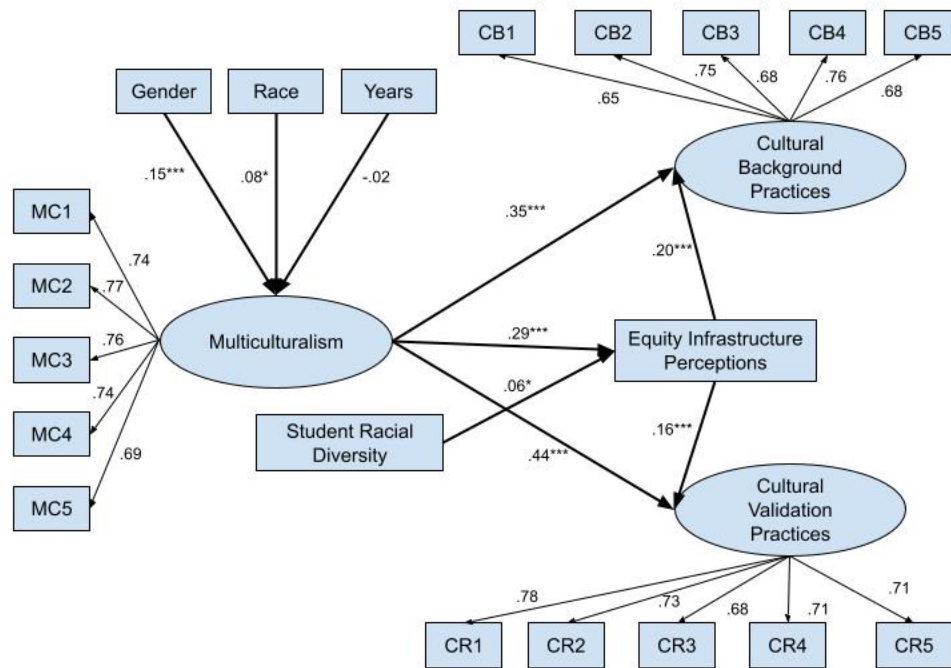 CB1
CB2
CB3
CB4
CB5
.65
.75
.68
.76
.68
Gender
Race
Years
.15***
.08*
-.02
Cultural
Background
Practices
MC1
MC2
MC3
MC4
MC5
.74
.77
.76
.74
.69
Multiculturalism
.35***
.20***
.29***
Equity Infrastructure
Perceptions
.06*
Student Racial
Diversity
.44***
.16***
Cultural
Validation
Practices
.78
.73
.68
.71
.71
CR1
CR2
CR3
CR4
CR5